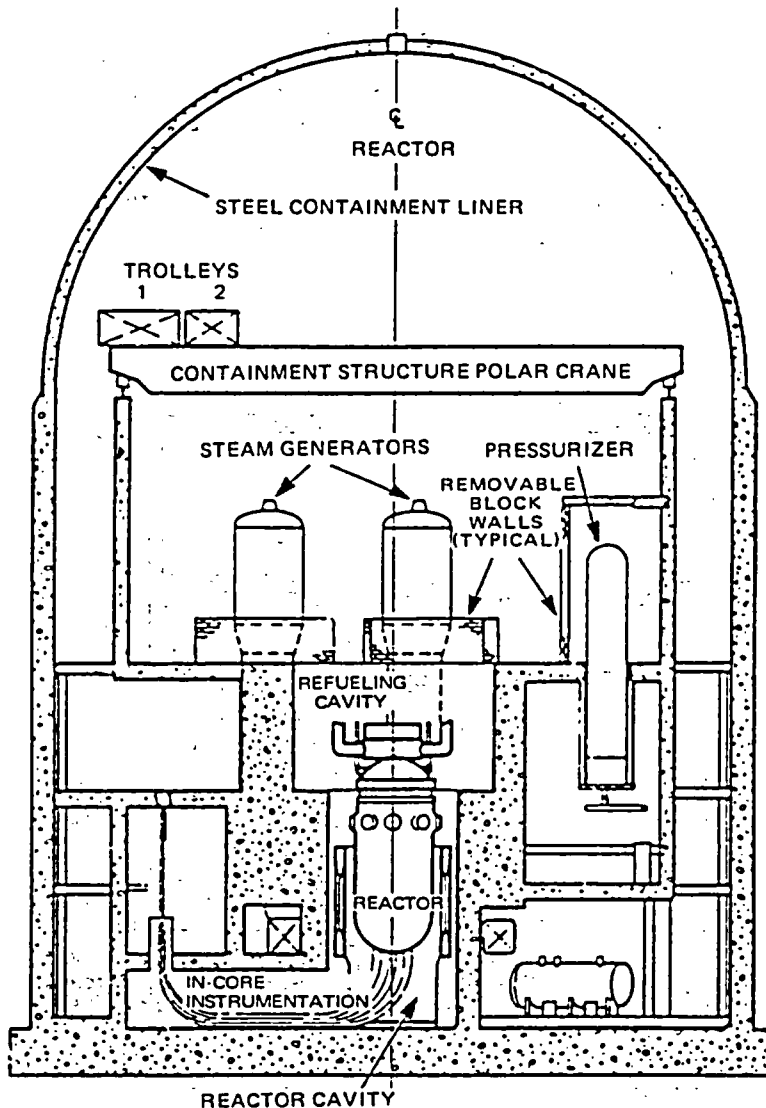 ℄
REACTOR
STEEL CONTAINMENT LINER
TROLLEYS
1 2
CONTAINMENT STRUCTURE POLAR CRANE
STEAM GENERATORS
PRESSURIZER
REMOVABLE
BLOCK
WALLS
(TYPICAL)
REFUELING
CAVITY
REACTOR
IN-CORE
INSTRUMENTATION
REACTOR CAVITY